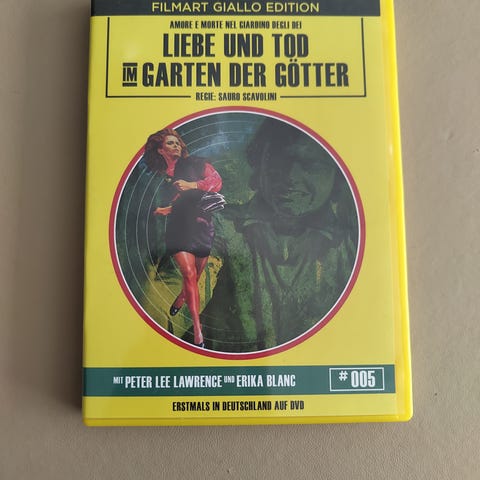 FILMART GIALLO EDITION
AMORE E MORTE NEL GIARDINO DEGLI DEI
LIEBE UND TOD
IM GARTEN DER GÖTTER
REGIE: SAURO SCAVOLINI
MIT PETER LEE LAWRENCE UND ERIKA BLANC
# 005
ERSTMALS IN DEUTSCHLAND AUF DVD